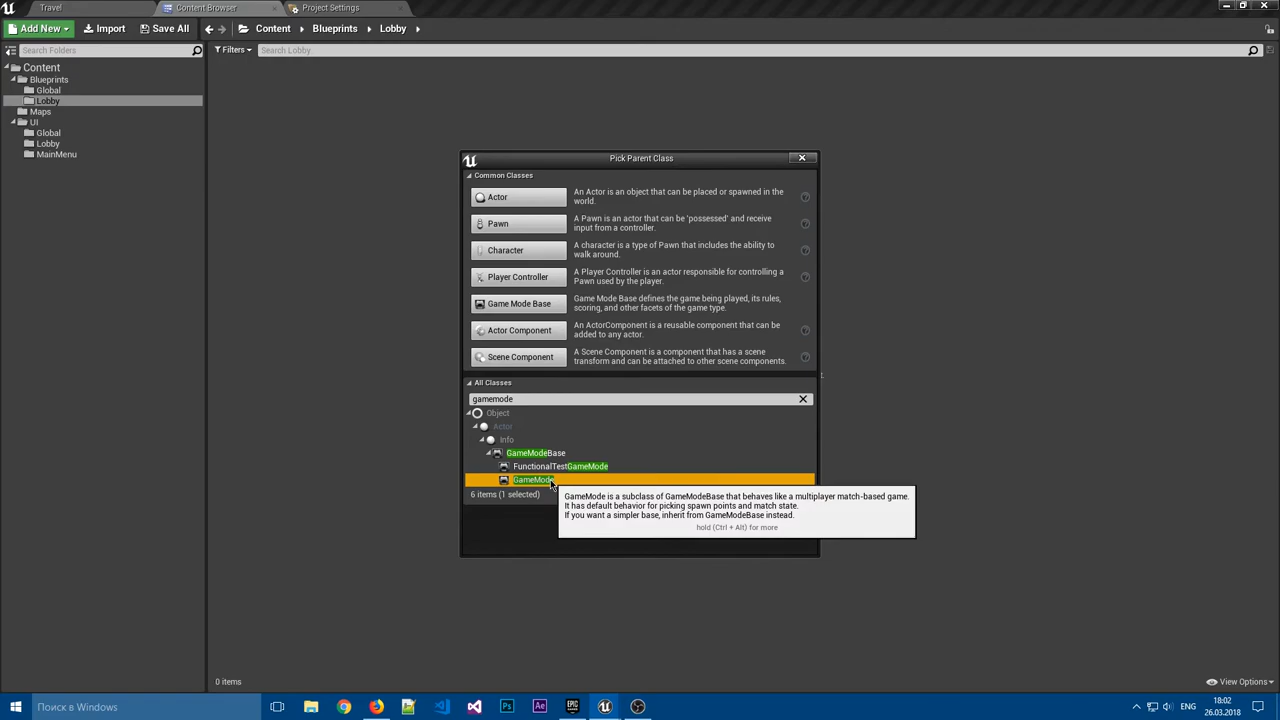 Travel
Content Browser
Project Settings
Add New
Import
Save All
Content
Blueprints
Lobby
Search Folders
Filters
Search Lobby
Content
Blueprints
Global
Lobby
Maps
UI
Global
Lobby
MainMenu
Pick Parent Class
Common Classes
Actor
An Actor is an object that can be placed or spawned in the
world.
Pawn
A Pawn is an actor that can be 'possessed' and receive
input from a controller.
Character
A character is a type of Pawn that includes the ability to
walk around.
Player Controller
A Player Controller is an actor responsible for controlling a
Pawn used by the player.
Game Mode Base
Game Mode Base defines the game being played, its rules,
scoring, and other facets of the game type.
Actor Component
An ActorComponent is a reusable component that can be
added to any actor.
Scene Component
A Scene Component is a component that has a scene
transform and can be attached to other scene components.
All Classes
gamemode
Object
Actor
Info
GameModeBase
FunctionalTestGameMode
GameMode
6 items (1 selected)
GameMode is a subclass of GameModeBase that behaves like a multiplayer match-based game.
It has default behavior for picking spawn points and match state.
If you want a simpler base, inherit from GameModeBase instead.
hold (Ctrl + Alt) for more
0 items
View Options
Поиск в Windows
Ps
Ae
EPIC
ENG
18:02
26.03.2018